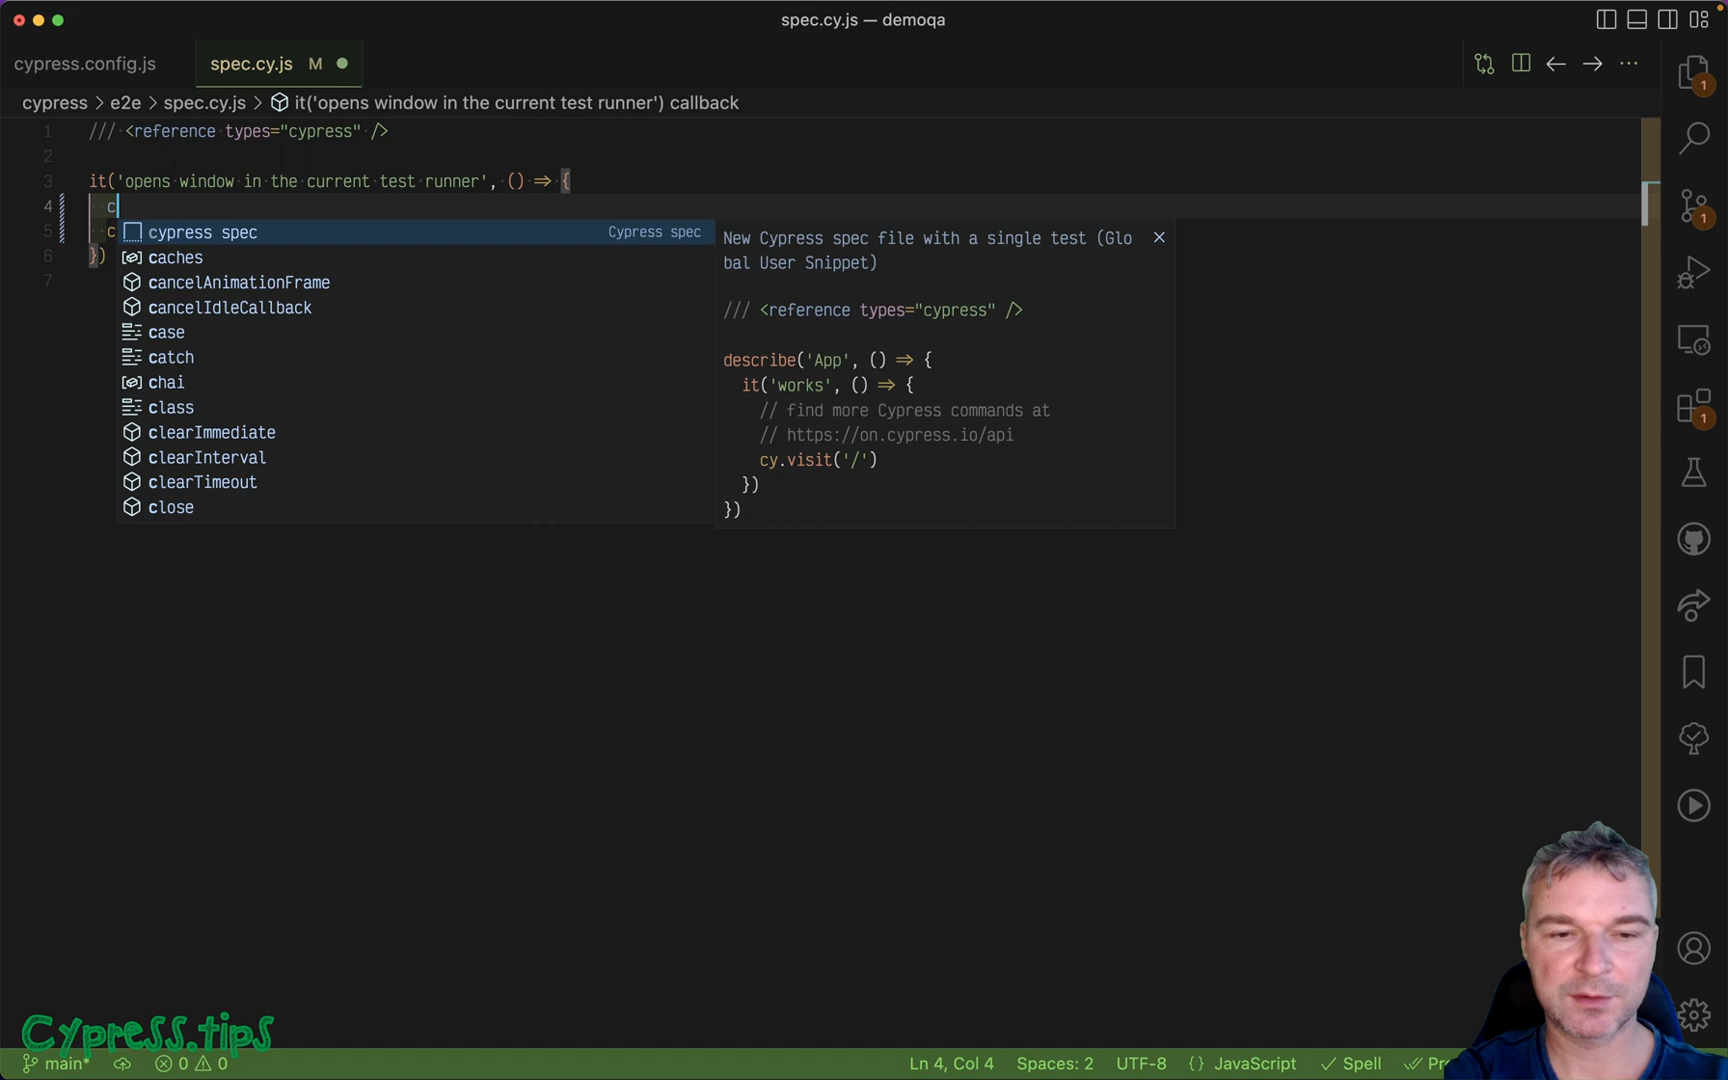 spec.cy.js — demoqa
cypress.config.js
spec.cy.js M
cypress > e2e > spec.cy.js > it('opens window in the current test runner') callback
1 /// <reference types="cypress" />
2
3 it('opens window in the current test runner', () => {
4 c
5 c
6 })
7
cypress spec Cypress spec
caches
cancelAnimationFrame
cancelIdleCallback
case
catch
chai
class
clearImmediate
clearInterval
clearTimeout
close
New Cypress spec file with a single test (Glo
bal User Snippet)
/// <reference types="cypress" />
describe('App', () => {
it('works', () => {
// find more Cypress commands at
// https://on.cypress.io/api
cy.visit('/')
})
})
1
1
1
Cypress.tips
main* 0 0 Ln 4, Col 4 Spaces: 2 UTF-8 {} JavaScript Spell